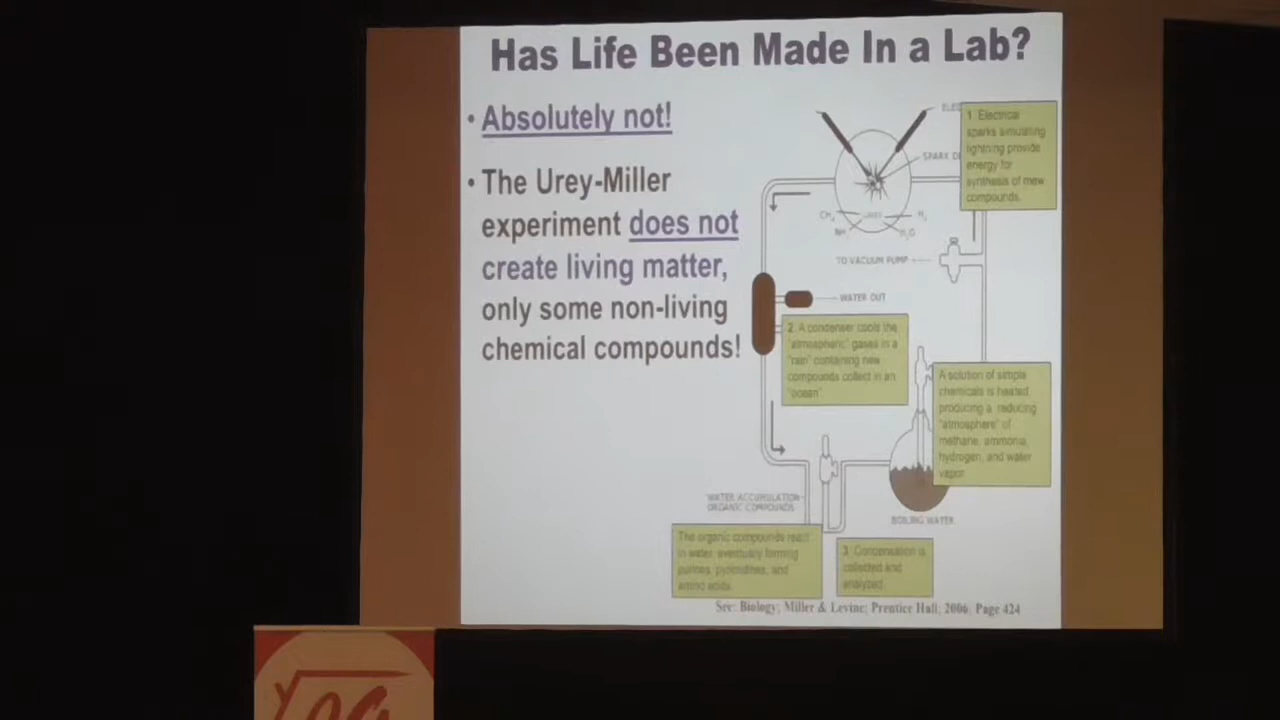 Has Life Been Made In a Lab?
• Absolutely not!
• The Urey-Miller
experiment does not
create living matter,
only some non-living
chemical compounds!
1. Electrical
sparks simulating
lightning provide
energy for
synthesis of mew
compounds.
SPARK
CH4
H2
H2O
TO VACUUM PUMP
WATER OUT
2. A condenser cools the
"atmospheric" gases in a
"rain" containing new
compounds collect in an
"ocean"
A solution of simple
chemicals is heated,
producing a reducing
"atmosphere" of
methane, ammonia,
hydrogen, and water
vapor
WATER ACCUMULATION-
ORGANIC COMPOUNDS
BOILING WATER
The organic compounds react
in water, eventually forming
purines, pyrimidines, and
amino acids.
3. Condensation is
collected and
analyzed.
See: Biology; Miller & Levine; Prentice Hall; 2006; Page 424